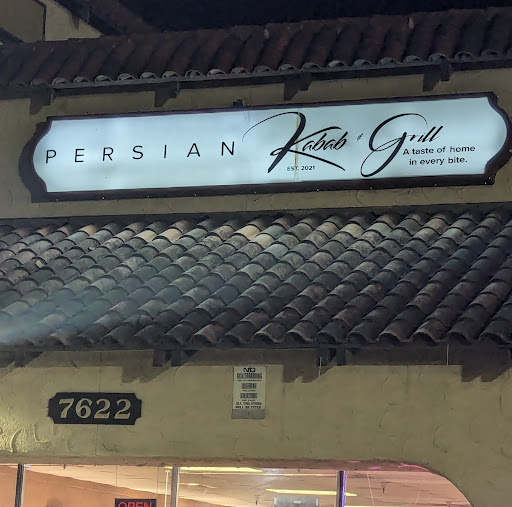 PERSIAN Kabab & Grill
EST. 2021
A taste of home
in every bite.
7622
NO
OPEN